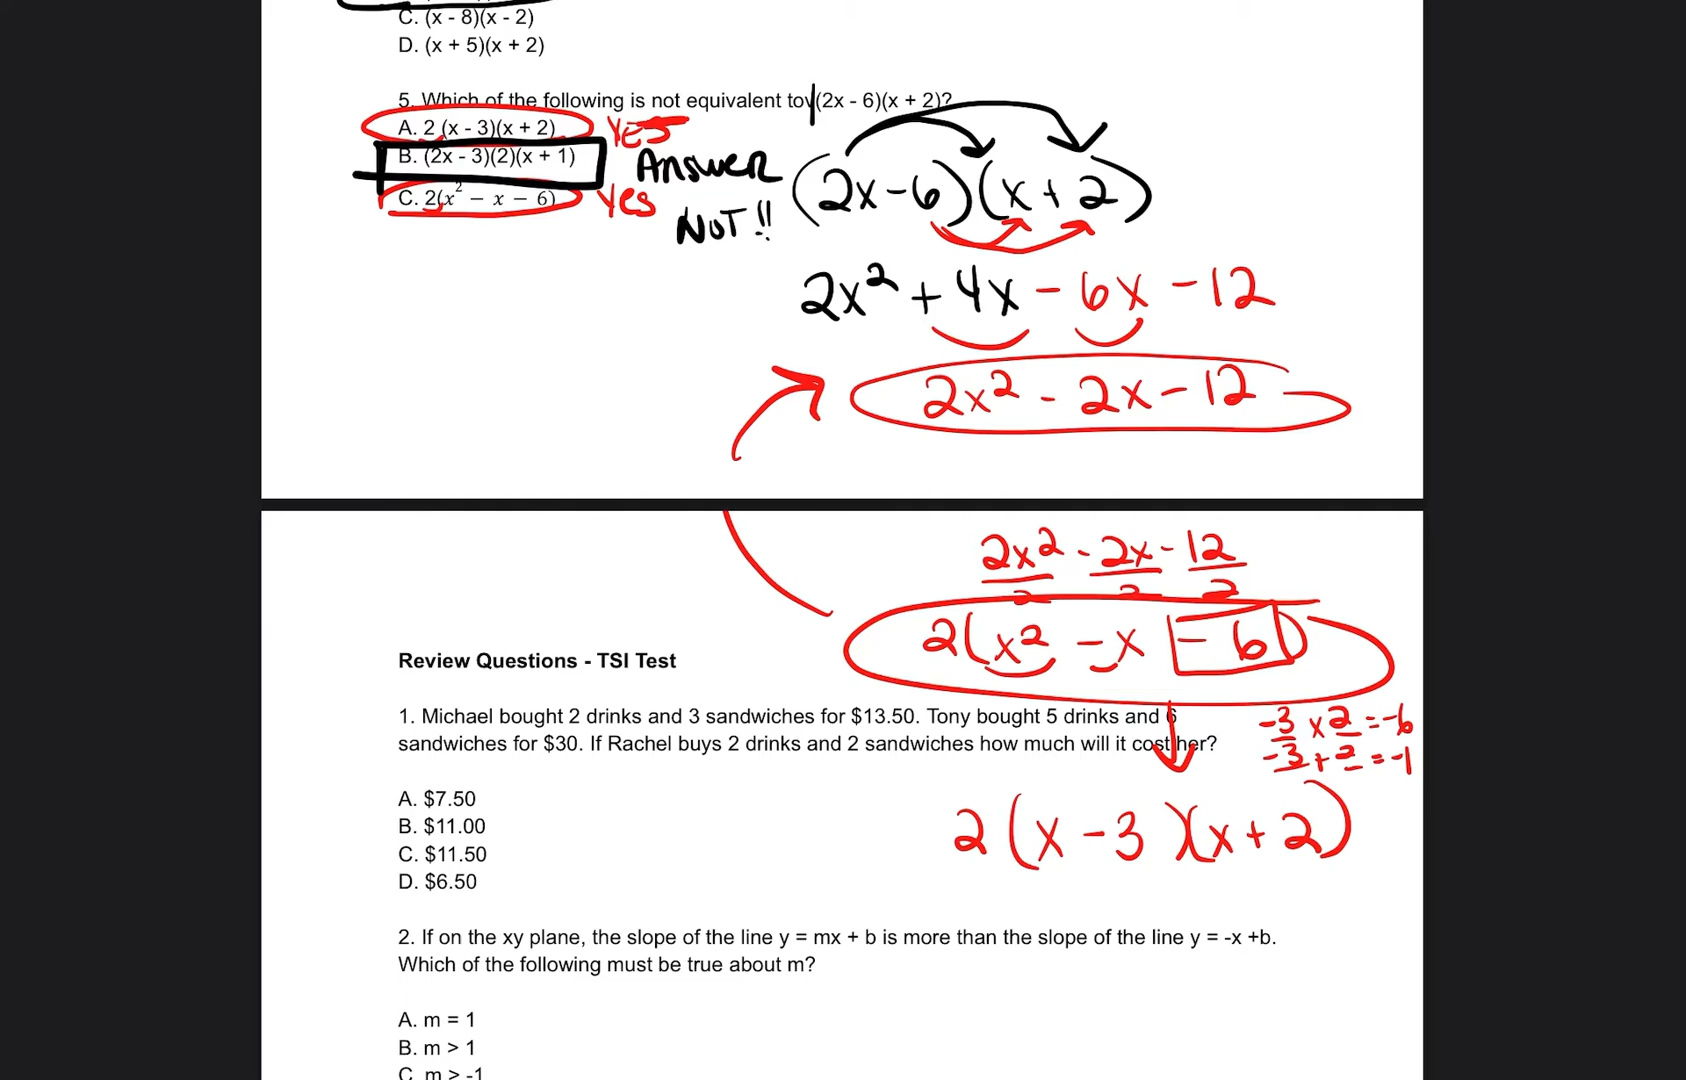 C. (x - 8)(x - 2)
D. (x + 5)(x + 2)
5. Which of the following is not equivalent to (2x - 6)(x + 2)?
A. 2 (x - 3)(x + 2) YES
B. (2x - 3)(2)(x + 1) ANSWER
C. 2(x² − x − 6) Yes NOT!!
(2x-6)(x+2)
2x²+4x-6x-12
2x²-2x-12
2x²-2x-12
2 2 2
2(x²-x-6)
Review Questions - TSI Test
1. Michael bought 2 drinks and 3 sandwiches for $13.50. Tony bought 5 drinks and 6
sandwiches for $30. If Rachel buys 2 drinks and 2 sandwiches how much will it cost her?
-3x2=-6
-3+2=-1
A. $7.50
B. $11.00
C. $11.50
D. $6.50
2(x-3)(x+2)
2. If on the xy plane, the slope of the line y = mx + b is more than the slope of the line y = -x +b.
Which of the following must be true about m?
A. m = 1
B. m > 1
C. m > -1